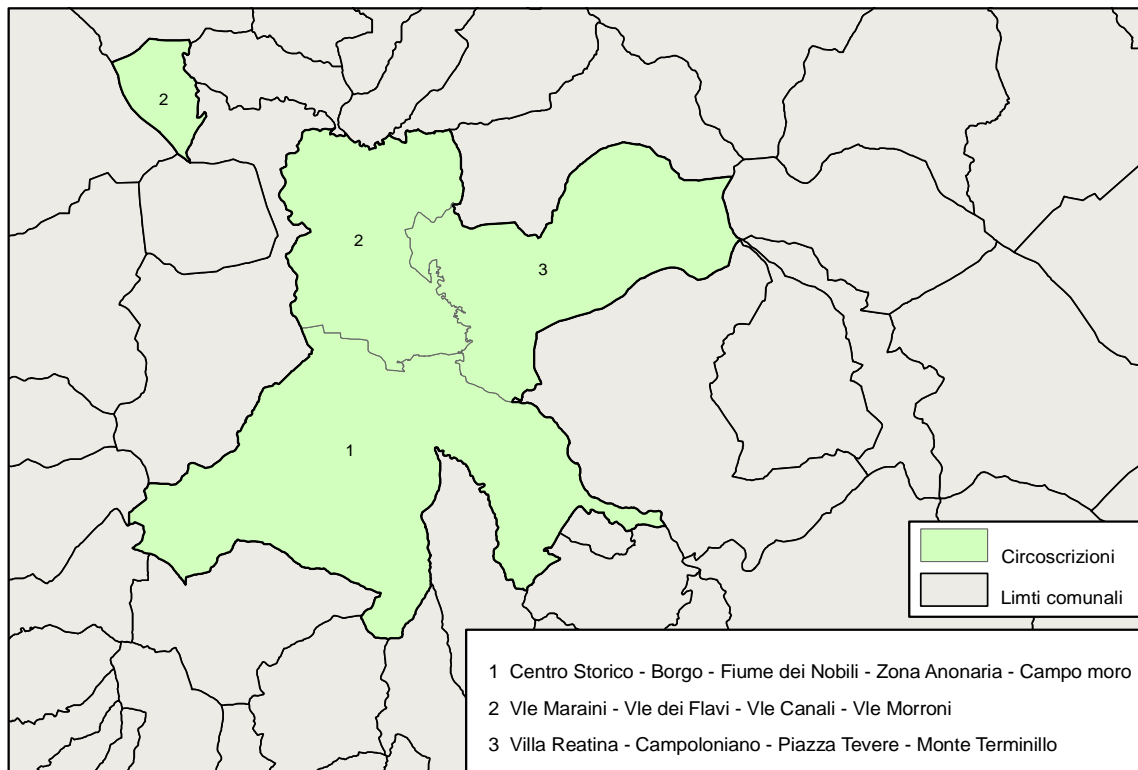 2
2
3
1
Circoscrizioni
Limti comunali
1 Centro Storico - Borgo - Fiume dei Nobili - Zona Anonaria - Campo moro
2 Vle Maraini - Vle dei Flavi - Vle Canali - Vle Morroni
3 Villa Reatina - Campoloniano - Piazza Tevere - Monte Terminillo